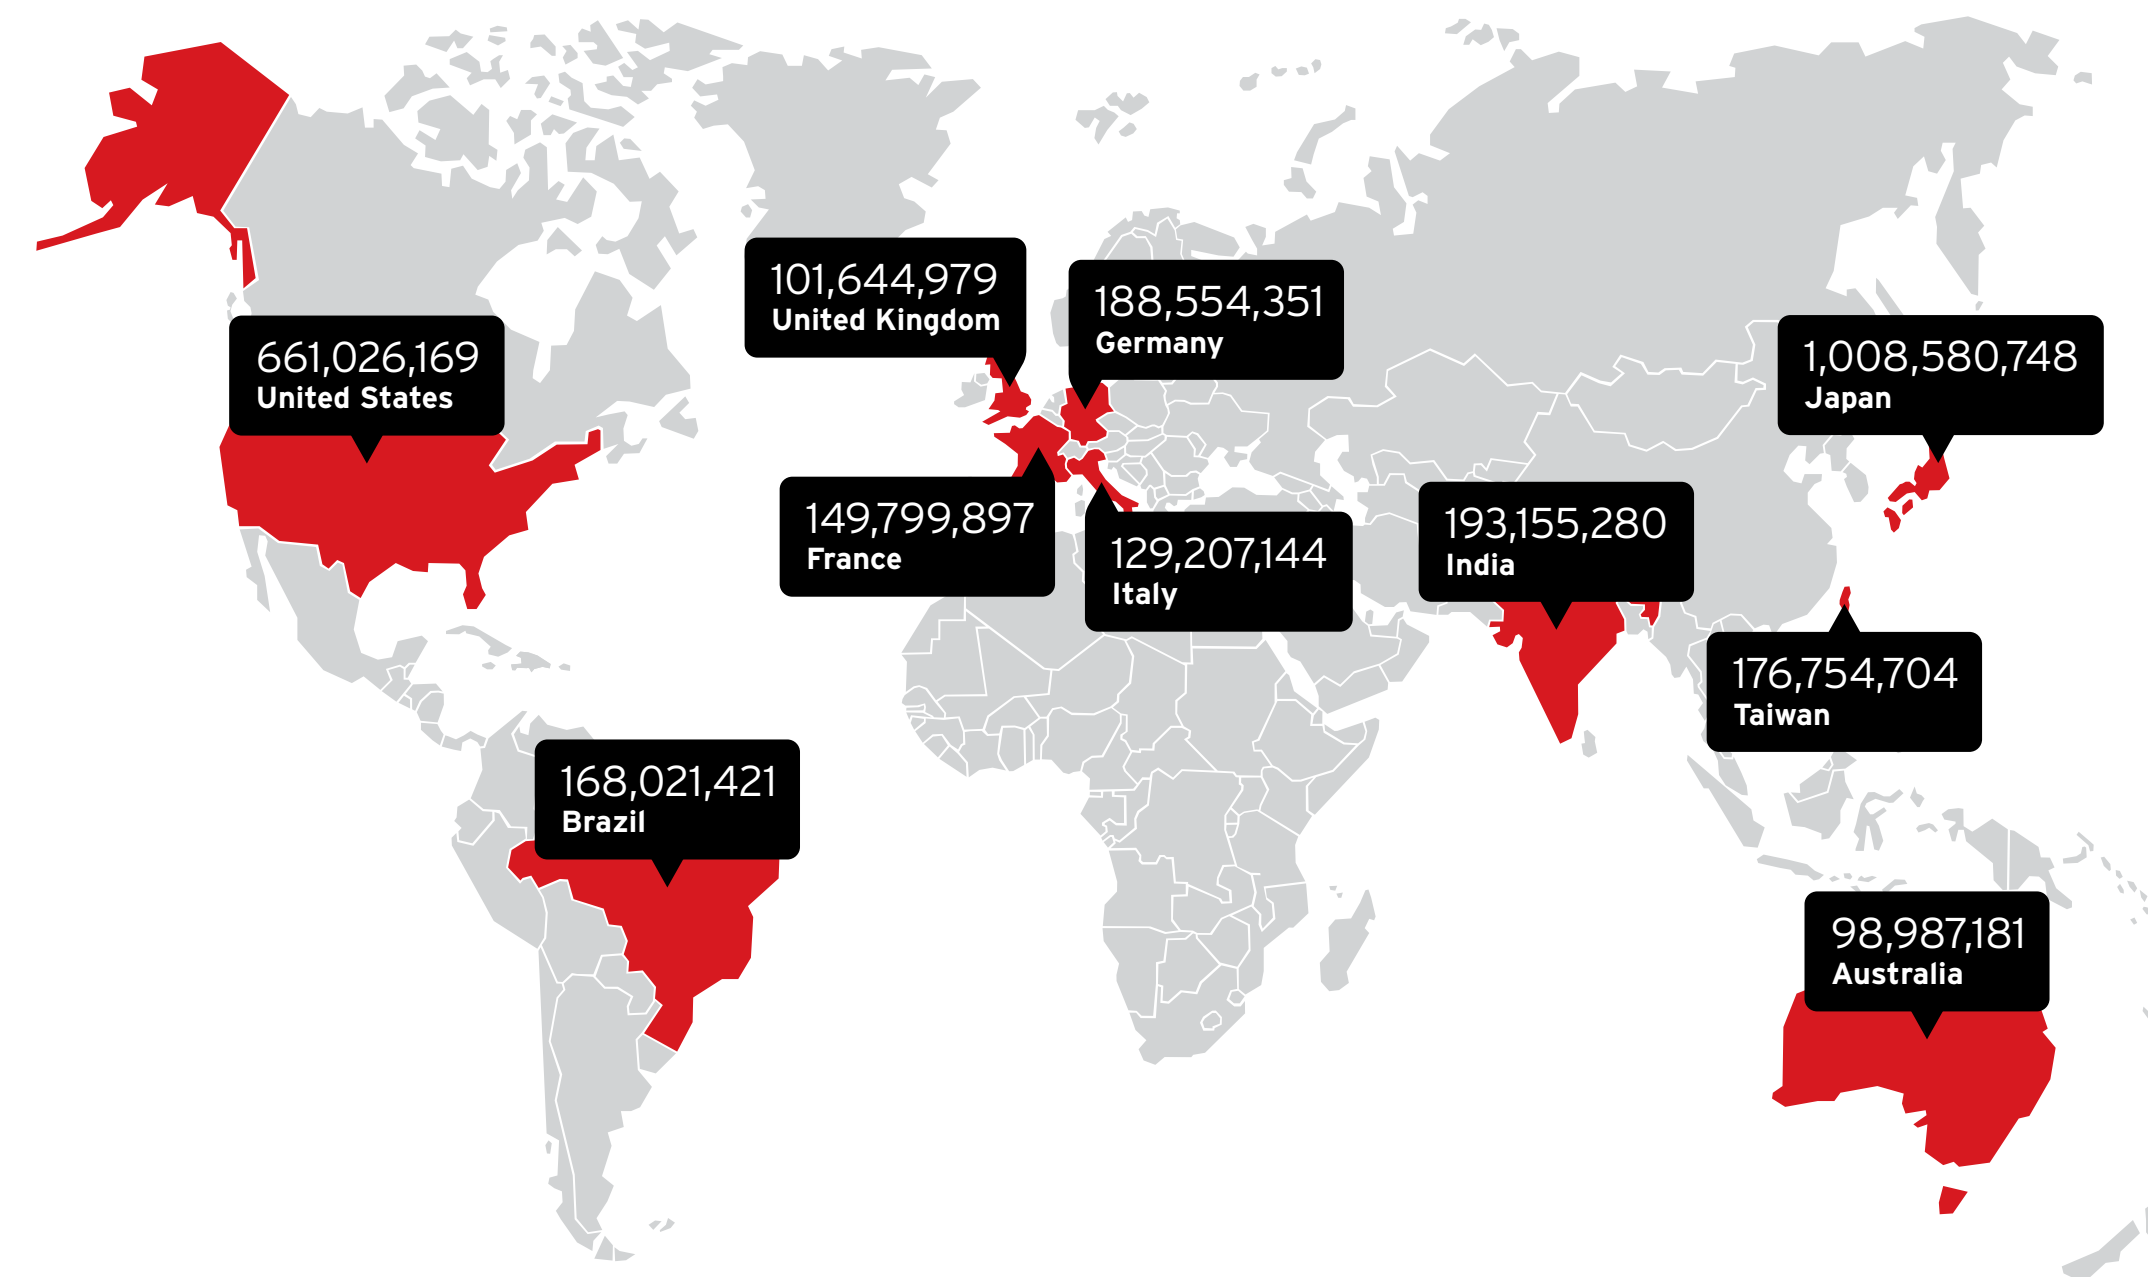 101,644,979
United Kingdom
188,554,351
Germany
661,026,169
United States
1,008,580,748
Japan
149,799,897
France
129,207,144
Italy
193,155,280
India
176,754,704
Taiwan
168,021,421
Brazil
98,987,181
Australia